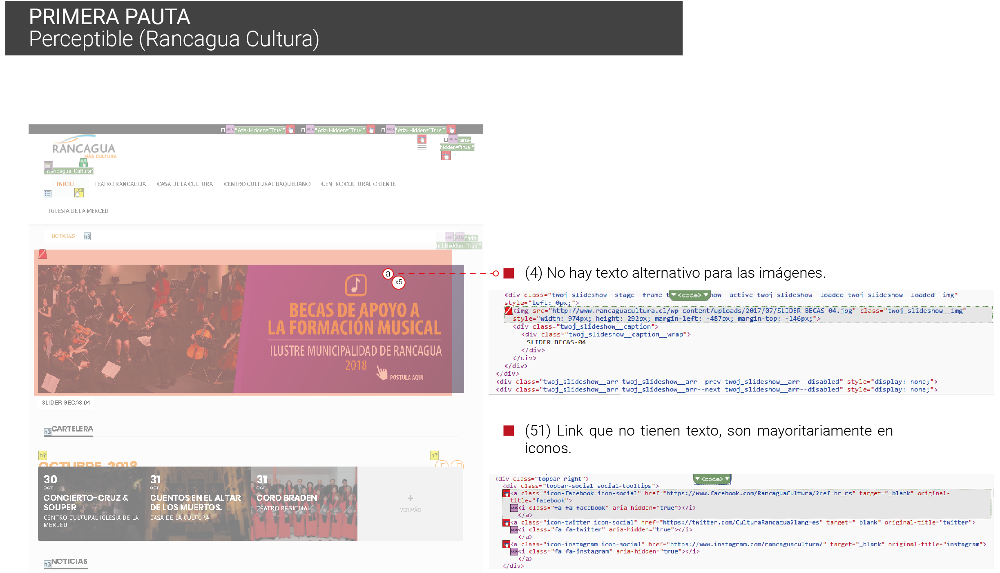 PRIMERA PAUTA
Perceptible (Rancagua Cultura)
ARIA *Aria-Hidden="True"* ARIA *Aria-Hidden="True"* ARIA *Aria-Hidden="True"*
RANCAGUA
MÁS CULTURA
ARIA *aria-
hidden="true"*
alt
Rancagua Cultura*
INICIO TEATRO RANCAGUA CASA DE LA CULTURA CENTRO CULTURAL BAQUEDANO CENTRO CULTURAL ORIENTE
x2
IGLESIA DE LA MERCED
NOTICIAS h3
a
x5
BECAS DE APOYO A
LA FORMACIÓN MUSICAL
ILUSTRE MUNICIPALIDAD DE RANCAGUA
2018
POSTULA AQUÍ
SLIDER BECAS-04
h3 CARTELERA
h? h?
OCTUBRE, 2018
30
OCT
CONCIERTO-CRUZ &
SOUPER
CENTRO CULTURAL IGLESIA DE LA
MERCED
31
OCT
CUENTOS EN EL ALTAR
DE LOS MUERTOS.
CASA DE LA CULTURA
31
OCT
CORO BRADEN
TEATRO REGIONAL
+
VER MÁS
h3 NOTICIAS
(4) No hay texto alternativo para las imágenes.
<div class="twoj_slideshow__stage__frame t ▼<code>▼ how__active twoj_slideshow__loaded twoj_slideshow__loaded--img"
style="left: 0px;">
<img src="http://www.rancaguacultura.cl/wp-content/uploads/2017/07/SLIDER-BECAS-04.jpg" class="twoj_slideshow__img"
style="width: 974px; height: 292px; margin-left: -487px; margin-top: -146px;">
<div class="twoj_slideshow__caption">
<div class="twoj_slideshow__caption__wrap">
SLIDER BECAS-04
</div>
</div>
</div>
</div>
<div class="twoj_slideshow__arr twoj_slideshow__arr--prev twoj_slideshow__arr--disabled" style="display: none;">
<div class="twoj_slideshow__arr twoj_slideshow__arr--next twoj_slideshow__arr--disabled" style="display: none;">
(51) Link que no tienen texto, son mayoritariamente en
iconos.
<div class="topbar-right"> ▼<code>▼
<div class="topbar-social social-tooltips">
<a class="icon-facebook icon-social" href="https://www.facebook.com/RancaguaCultura/?ref=br_rs" target="_blank" original-
title="facebook">
ARIA <i class="fa fa-facebook" aria-hidden="true"></i>
</a>
<a class="icon-twitter icon-social" href="https://twitter.com/CulturaRancagua?lang=es" target="_blank" original-title="twitter">
ARIA <i class="fa fa-twitter" aria-hidden="true"></i>
</a>
<a class="icon-instagram icon-social" href="https://www.instagram.com/rancaguacultura/" target="_blank" original-title="instagram">
ARIA <i class="fa fa-instagram" aria-hidden="true"></i>
</a>
</div>